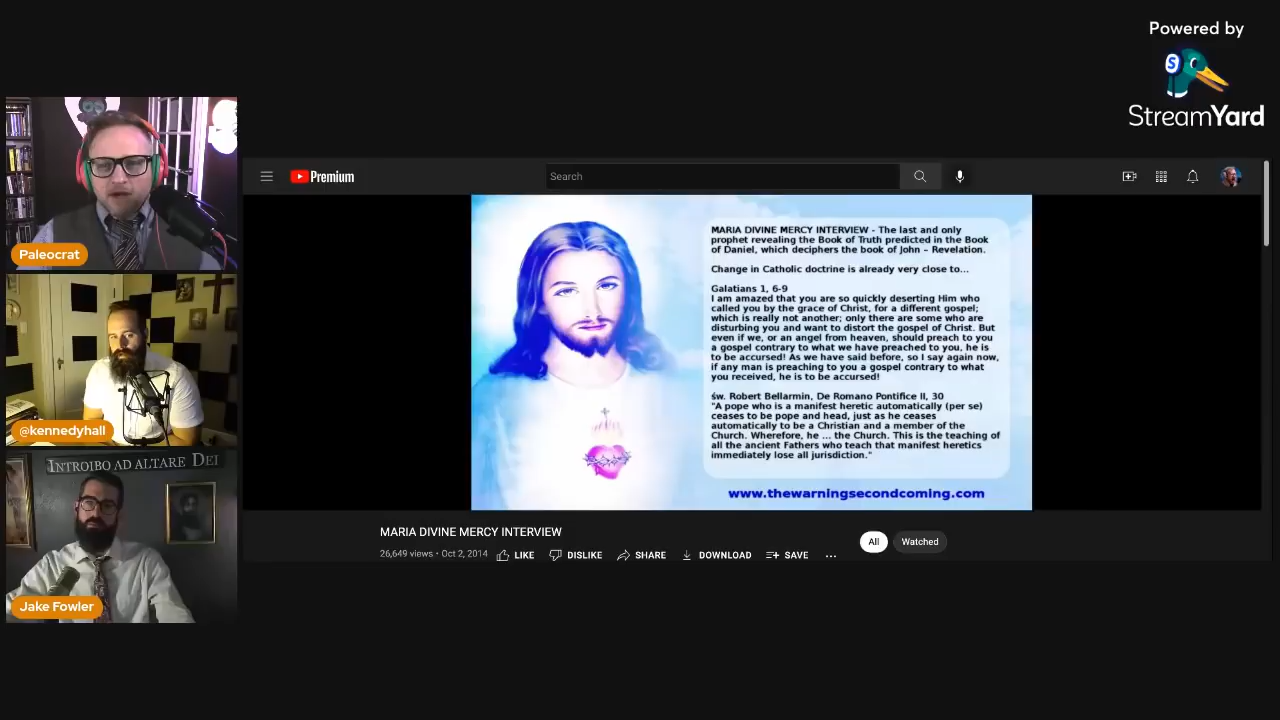 Powered by
StreamYard
Premium
Search
Paleocrat
@kennedyhall
INTROIBO AD ALTARE DEI
Jake Fowler
MARIA DIVINE MERCY INTERVIEW - The last and only
prophet revealing the Book of Truth predicted in the Book
of Daniel, which deciphers the book of John – Revelation.
Change in Catholic doctrine is already very close to...
Galatians 1, 6-9
I am amazed that you are so quickly deserting Him who
called you by the grace of Christ, for a different gospel;
which is really not another; only there are some who are
disturbing you and want to distort the gospel of Christ. But
even if we, or an angel from heaven, should preach to you
a gospel contrary to what we have preached to you, he is
to be accursed! As we have said before, so I say again now,
if any man is preaching to you a gospel contrary to what
you received, he is to be accursed!
św. Robert Bellarmin, De Romano Pontifice II, 30
"A pope who is a manifest heretic automatically (per se)
ceases to be pope and head, just as he ceases
automatically to be a Christian and a member of the
Church. Wherefore, he ... the Church. This is the teaching of
all the ancient Fathers who teach that manifest heretics
immediately lose all jurisdiction."
www.thewarningsecondcoming.com
MARIA DIVINE MERCY INTERVIEW
26,649 views • Oct 2, 2014
LIKE
DISLIKE
SHARE
DOWNLOAD
SAVE
...
All
Watched